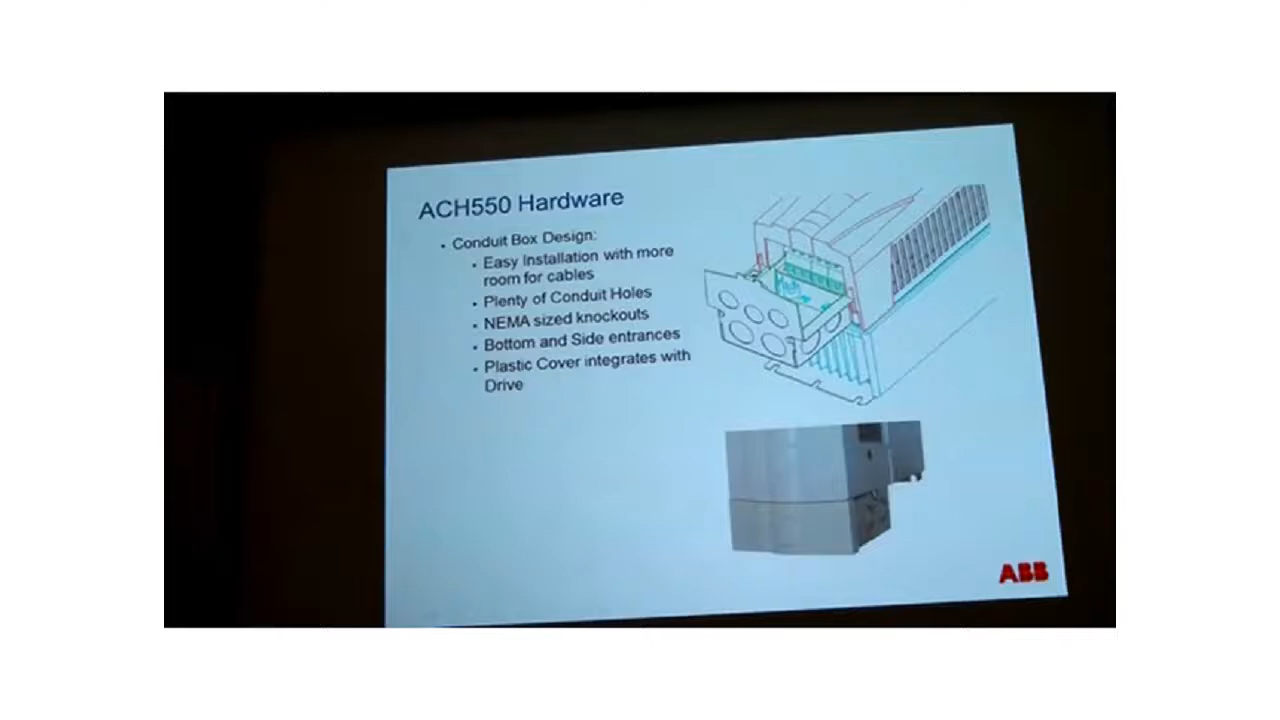 ACH550 Hardware
• Conduit Box Design:
• Easy Installation with more
room for cables
• Plenty of Conduit Holes
• NEMA sized knockouts
• Bottom and Side entrances
• Plastic Cover integrates with
Drive
ABB